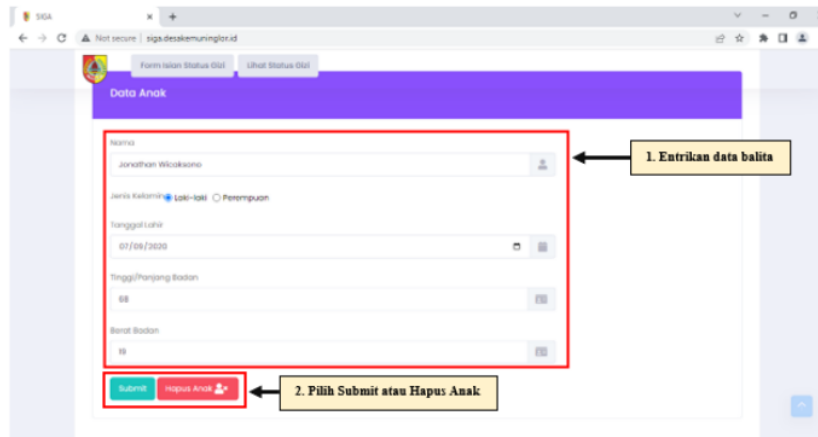 SIGA
Not secure | siga.desakemuninglor.id
Form Isian Status Gizi
Lihat Status Gizi
Data Anak
Nama
Jonathan Wicaksono
1. Entrikan data balita
Jenis Kelamin Laki-laki Perempuan
Tanggal Lahir
07/09/2020
Tinggi/Panjang Badan
68
Berat Badan
19
Submit
Hapus Anak
2. Pilih Submit atau Hapus Anak